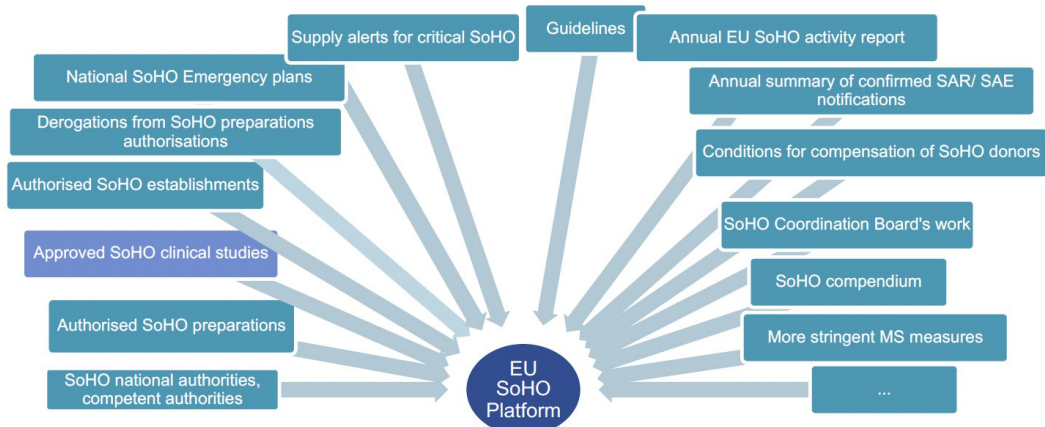 Supply alerts for critical SoHO
Guidelines
Annual EU SoHO activity report
National SoHO Emergency plans
Annual summary of confirmed SAR/ SAE
notifications
Derogations from SoHO preparations
authorisations
Conditions for compensation of SoHO donors
Authorised SoHO establishments
SoHO Coordination Board's work
Approved SoHO clinical studies
SoHO compendium
Authorised SoHO preparations
More stringent MS measures
SoHO national authorities,
competent authorities
...
EU
SoHO
Platform